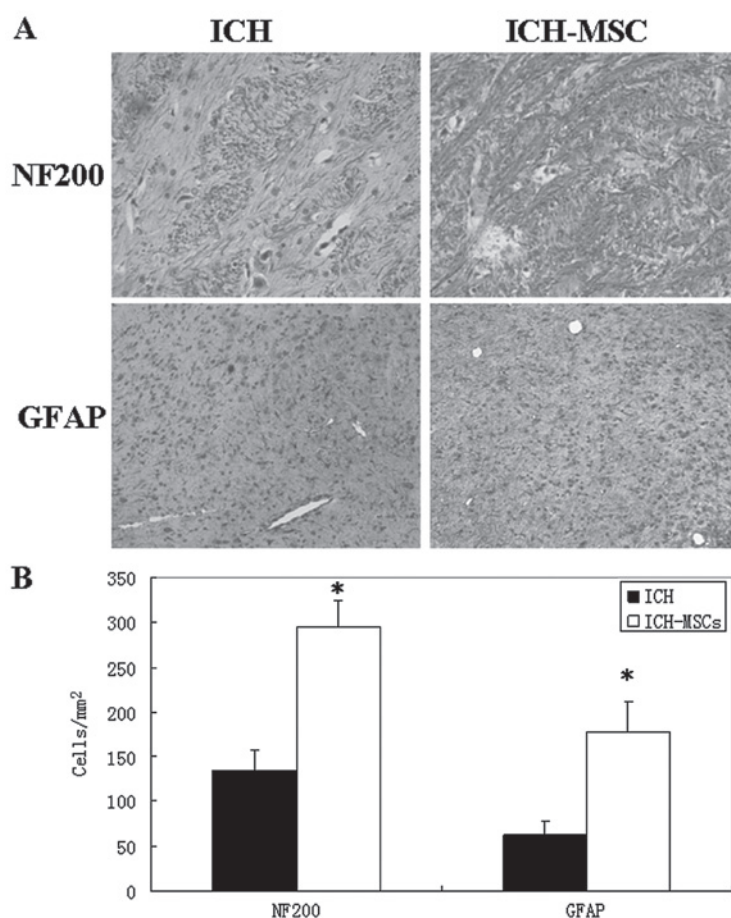 A
ICH
ICH-MSC
NF200
GFAP
B
Cells/mm²
350
300
250
200
150
100
50
0
*
*
ICH
ICH-MSCs
NF200
GFAP